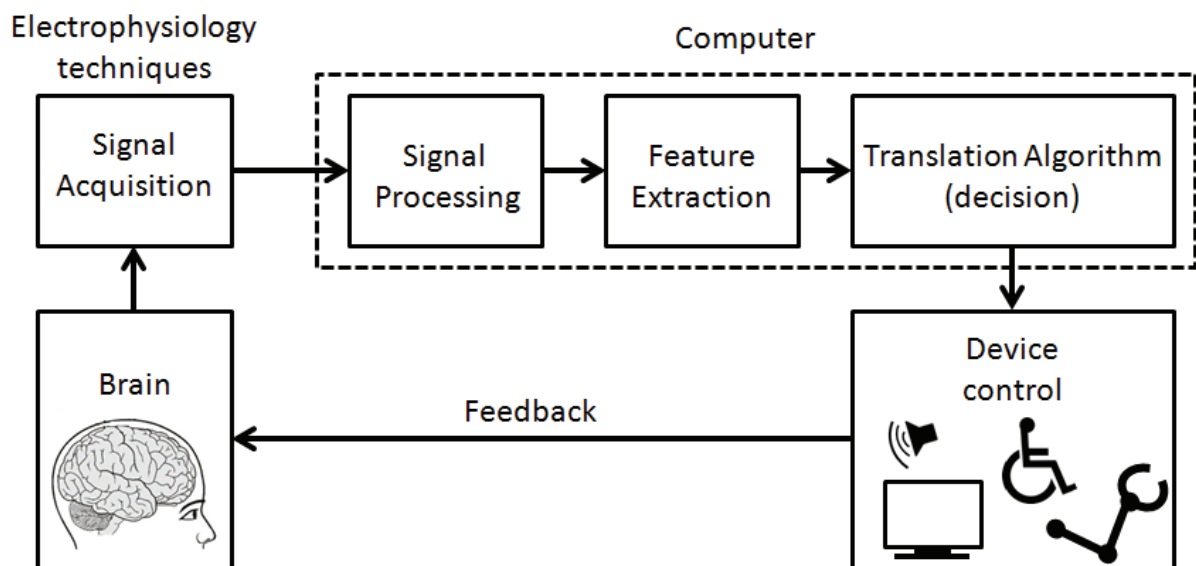 Electrophysiology
techniques
Computer
Signal
Acquisition
Signal
Processing
Feature
Extraction
Translation Algorithm
(decision)
Brain
Feedback
Device
control